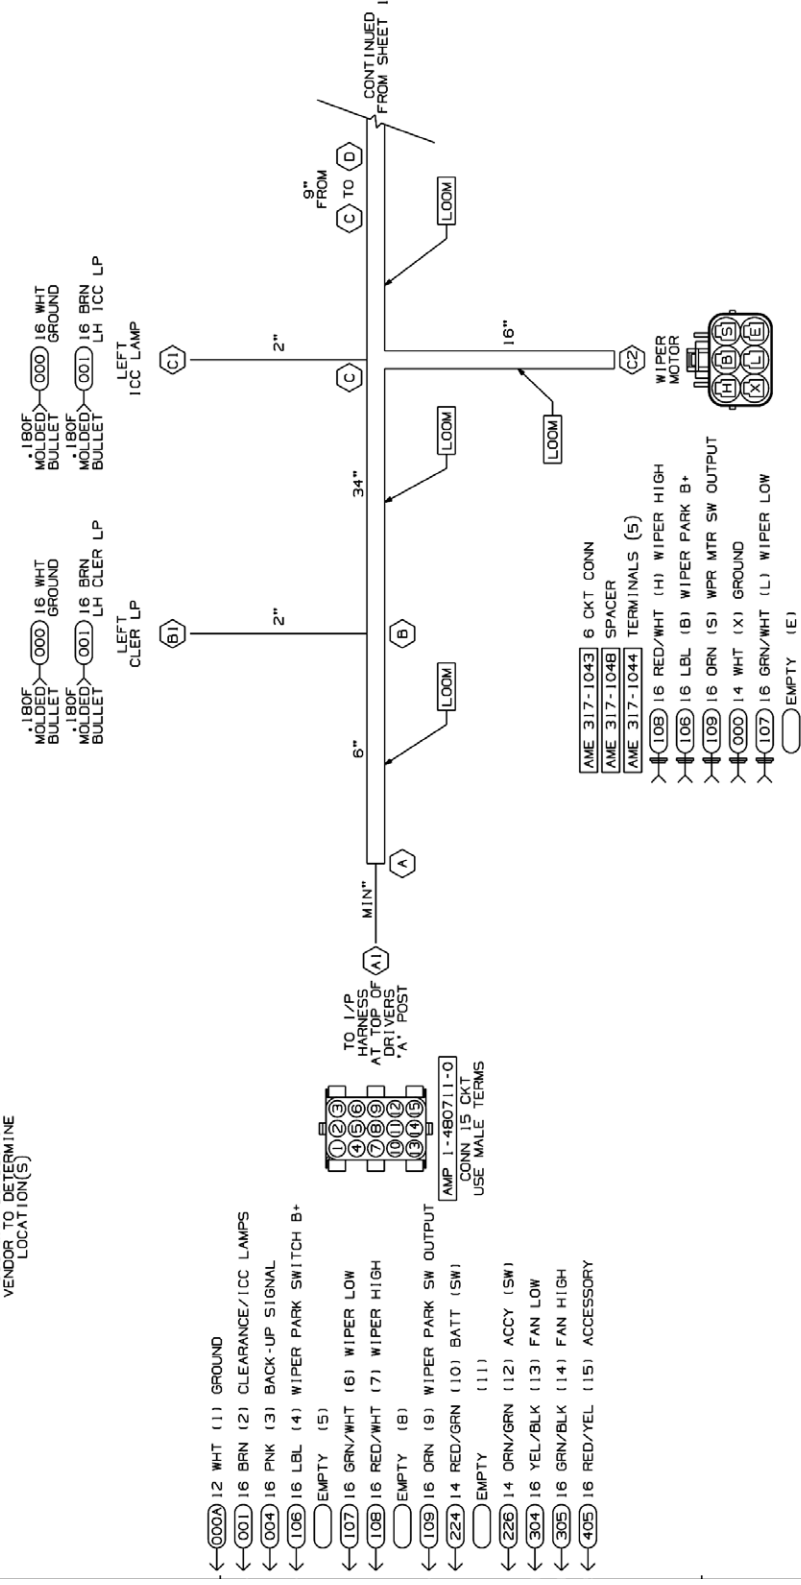 VENDOR TO DETERMINE
LOCATION(S)
000A 12 WHT (1) GROUND
001 16 BRN (2) CLEARANCE/ICC LAMPS
004 16 PNK (3) BACK-UP SIGNAL
106 16 LBL (4) WIPER PARK SWITCH B+
EMPTY (5)
107 16 GRN/WHT (6) WIPER LOW
108 16 RED/WHT (7) WIPER HIGH
EMPTY (8)
109 16 ORN (9) WIPER PARK SW OUTPUT
224 14 RED/GRN (10) BATT (SW)
EMPTY (11)
226 14 ORN/GRN (12) ACCY (SW)
304 16 YEL/BLK (13) FAN LOW
305 16 GRN/BLK (14) FAN HIGH
405 16 RED/YEL (15) ACCESSORY
1 2 3
4 5 6
7 8 9
10 11 12
13 14 15
AMP 1-480711-0
CONN 15 CKT
USE MALE TERMS
TO I/P
HARNESS
AT TOP OF
DRIVERS
'A' POST
A1
MIN"
A
6"
LOOM
B
2"
B1
LEFT
CLER LP
.180F
MOLDED
BULLET
000 16 WHT
GROUND
.180F
MOLDED
BULLET
001 16 BRN
LH CLER LP
34"
LOOM
C
2"
C1
LEFT
ICC LAMP
.180F
MOLDED
BULLET
000 16 WHT
GROUND
.180F
MOLDED
BULLET
001 16 BRN
LH ICC LP
16"
LOOM
C2
WIPER
MOTOR
H B S
X L E
AME 317-1043 6 CKT CONN
AME 317-1048 SPACER
AME 317-1044 TERMINALS (5)
108 16 RED/WHT (H) WIPER HIGH
106 16 LBL (B) WIPER PARK B+
109 16 ORN (S) WPR MTR SW OUTPUT
000 14 WHT (X) GROUND
107 16 GRN/WHT (L) WIPER LOW
EMPTY (E)
LOOM
9"
FROM
C TO D
CONTINUED
FROM SHEET 1